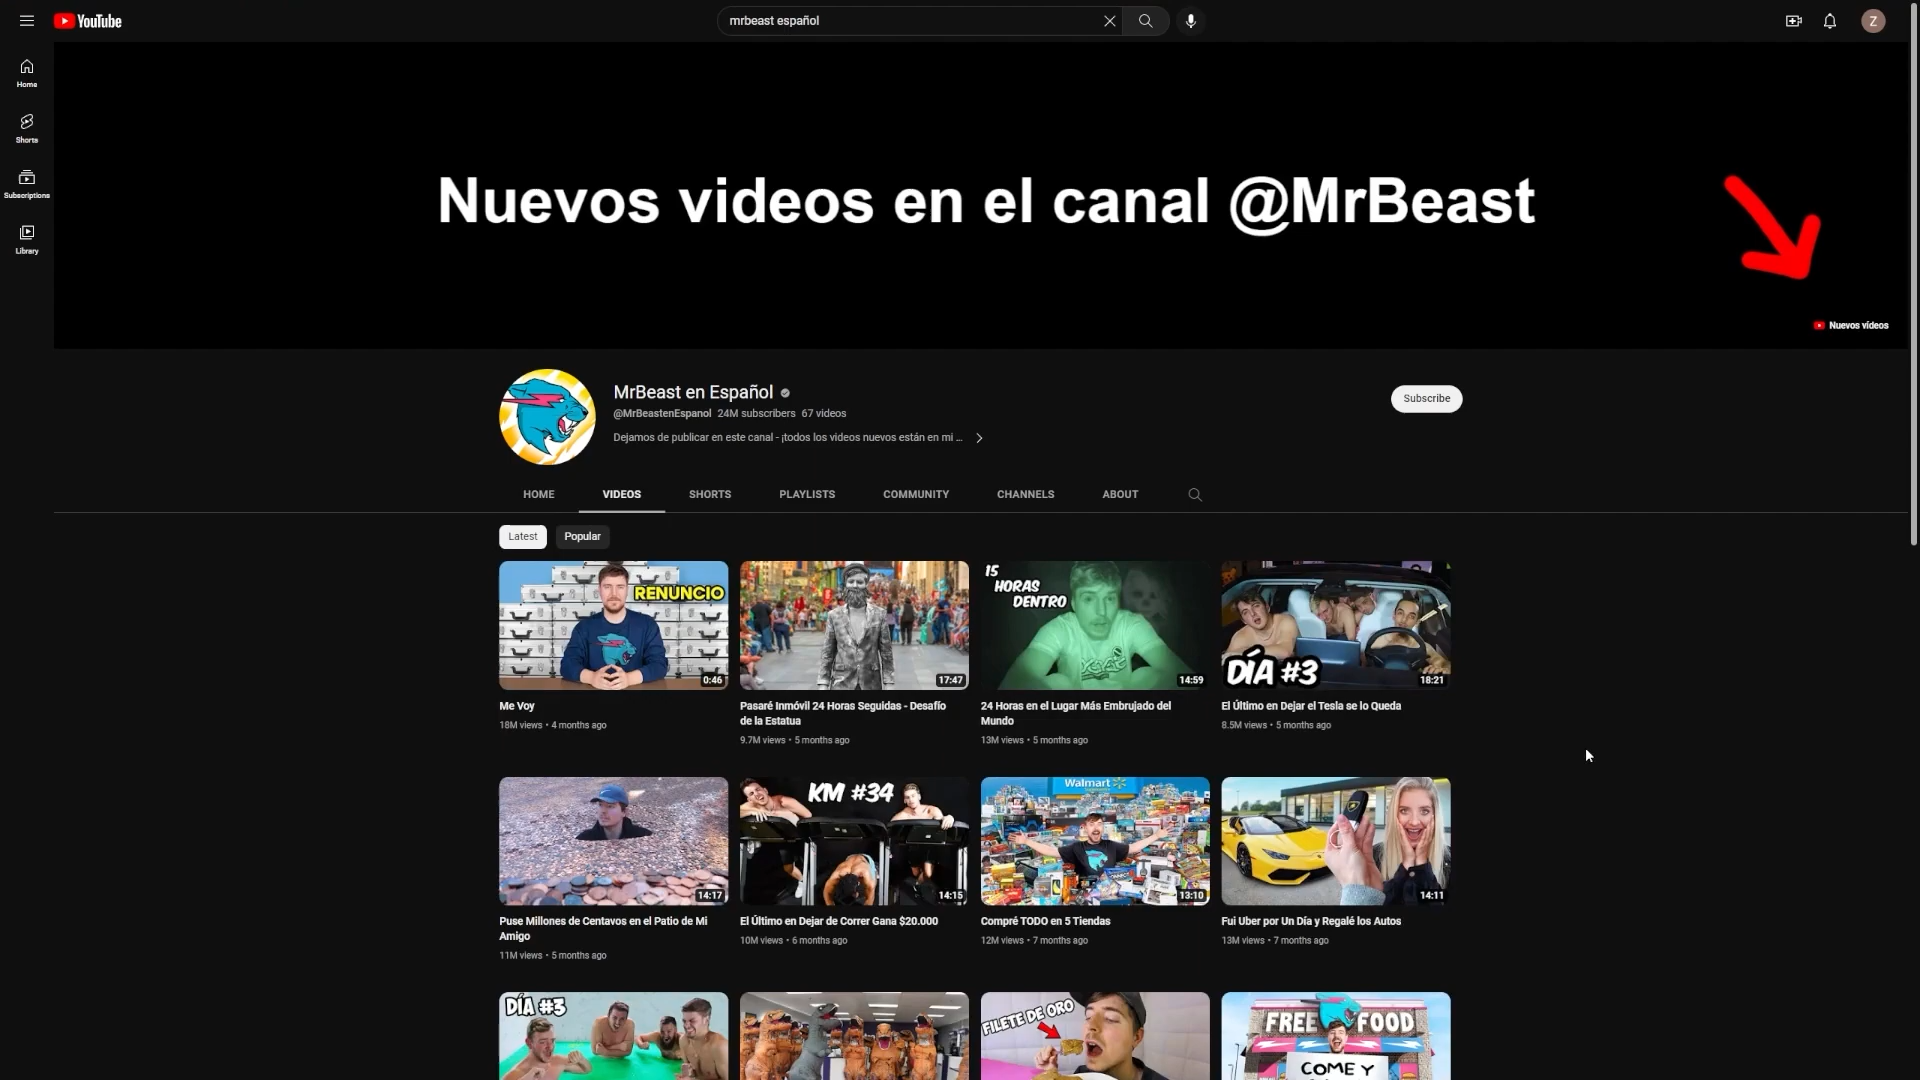 YouTube
mrbeast español
Z
Home
Shorts
Subscriptions
Library
Nuevos videos en el canal @MrBeast
Nuevos videos
MrBeast en Español
@MrBeastenEspanol 24M subscribers 67 videos
Dejamos de publicar en este canal - ¡todos los videos nuevos están en mi ...
Subscribe
HOME VIDEOS SHORTS PLAYLISTS COMMUNITY CHANNELS ABOUT
Latest Popular
RENUNCIO
0:46
Me Voy
18M views • 4 months ago
17:47
Pasaré Inmóvil 24 Horas Seguidas - Desafío
de la Estatua
9.7M views • 5 months ago
15
HORAS
DENTRO
14:59
24 Horas en el Lugar Más Embrujado del
Mundo
13M views • 5 months ago
DÍA #3
18:21
El Último en Dejar el Tesla se lo Queda
8.5M views • 5 months ago
14:17
Puse Millones de Centavos en el Patio de Mi
Amigo
11M views • 5 months ago
KM #34
14:15
El Último en Dejar de Correr Gana $20.000
10M views • 6 months ago
Walmart
13:10
Compré TODO en 5 Tiendas
12M views • 7 months ago
14:11
Fui Uber por Un Día y Regalé los Autos
13M views • 7 months ago
DÍA #3
FILETE DE ORO
FREE FOOD
COME Y